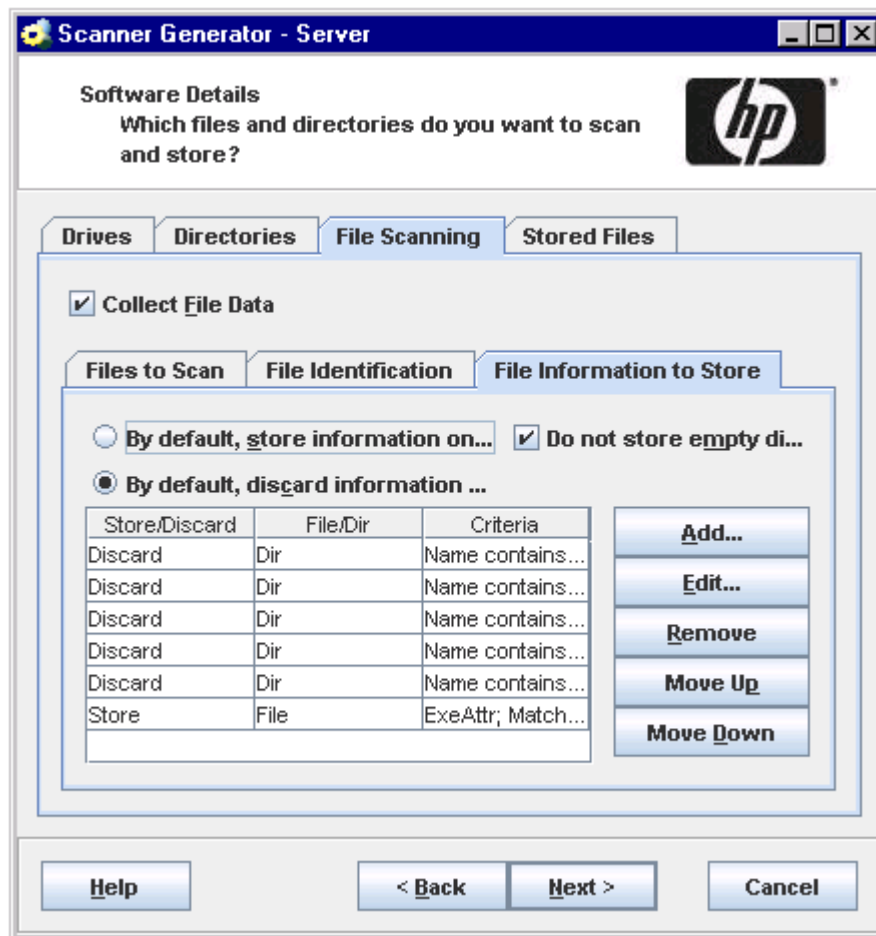 Scanner Generator - Server
Software Details
Which files and directories do you want to scan
and store?
hp
Drives Directories File Scanning Stored Files
Collect File Data
Files to Scan File Identification File Information to Store
By default, store information on... Do not store empty di...
By default, discard information ...
Store/Discard File/Dir Criteria
Discard Dir Name contains...
Discard Dir Name contains...
Discard Dir Name contains...
Discard Dir Name contains...
Discard Dir Name contains...
Store File ExeAttr; Match...
Add...
Edit...
Remove
Move Up
Move Down
Help < Back Next > Cancel